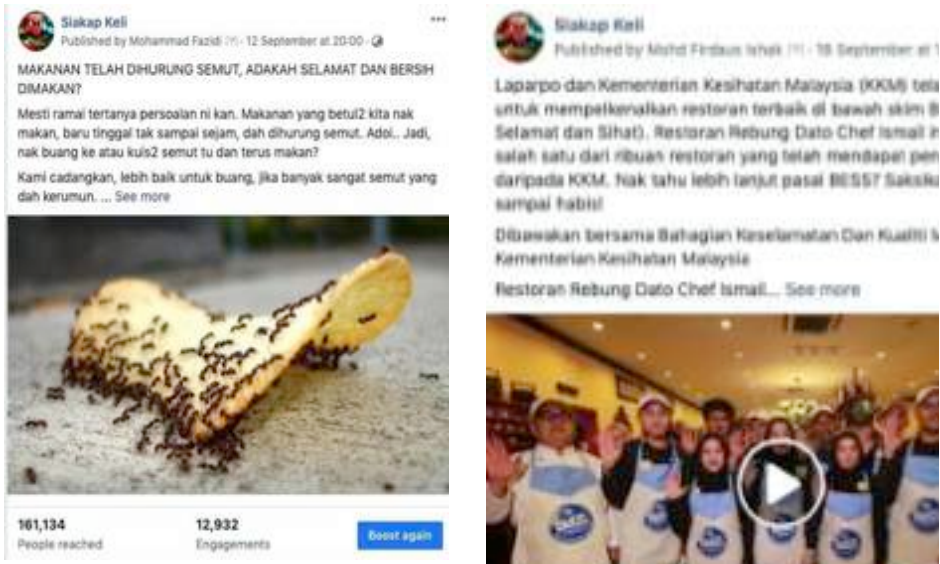 Siakap Keli
Published by Mohammad Fazidi · 12 September at 20:00 ·
MAKANAN TELAH DIHURUNG SEMUT, ADAKAH SELAMAT DAN BERSIH
DIMAKAN?
Mesti ramai tertanya persoalan ni kan. Makanan yang betul2 kita nak
makan, baru tinggal tak sampai sejam, dah dihurung semut. Adoi.. Jadi,
nak buang ke atau kuis2 semut tu dan terus makan?
Kami cadangkan, lebih baik untuk buang, jika banyak sangat semut yang
dah kerumun. ... See more
161,134
People reached
12,932
Engagements
Boost again
Siakap Keli
Published by Mohd Firdaus Ishak · 18 September at
Laparpo dan Kementerian Kesihatan Malaysia (KKM) tela
untuk mempelkenalkan restoran terbaik di bawah skim B
Selamat dan Sihat). Restoran Rebung Dato Chef Ismail in
salah satu dari ribuan restoran yang telah mendapat pen
daripada KKM. Nak tahu lebih lanjut pasal BESS? Saksika
sampai habis!
Dibawakan bersama Bahagian Keselamatan Dan Kualiti M
Kementerian Kesihatan Malaysia
Restoran Rebung Dato Chef Ismail... See more